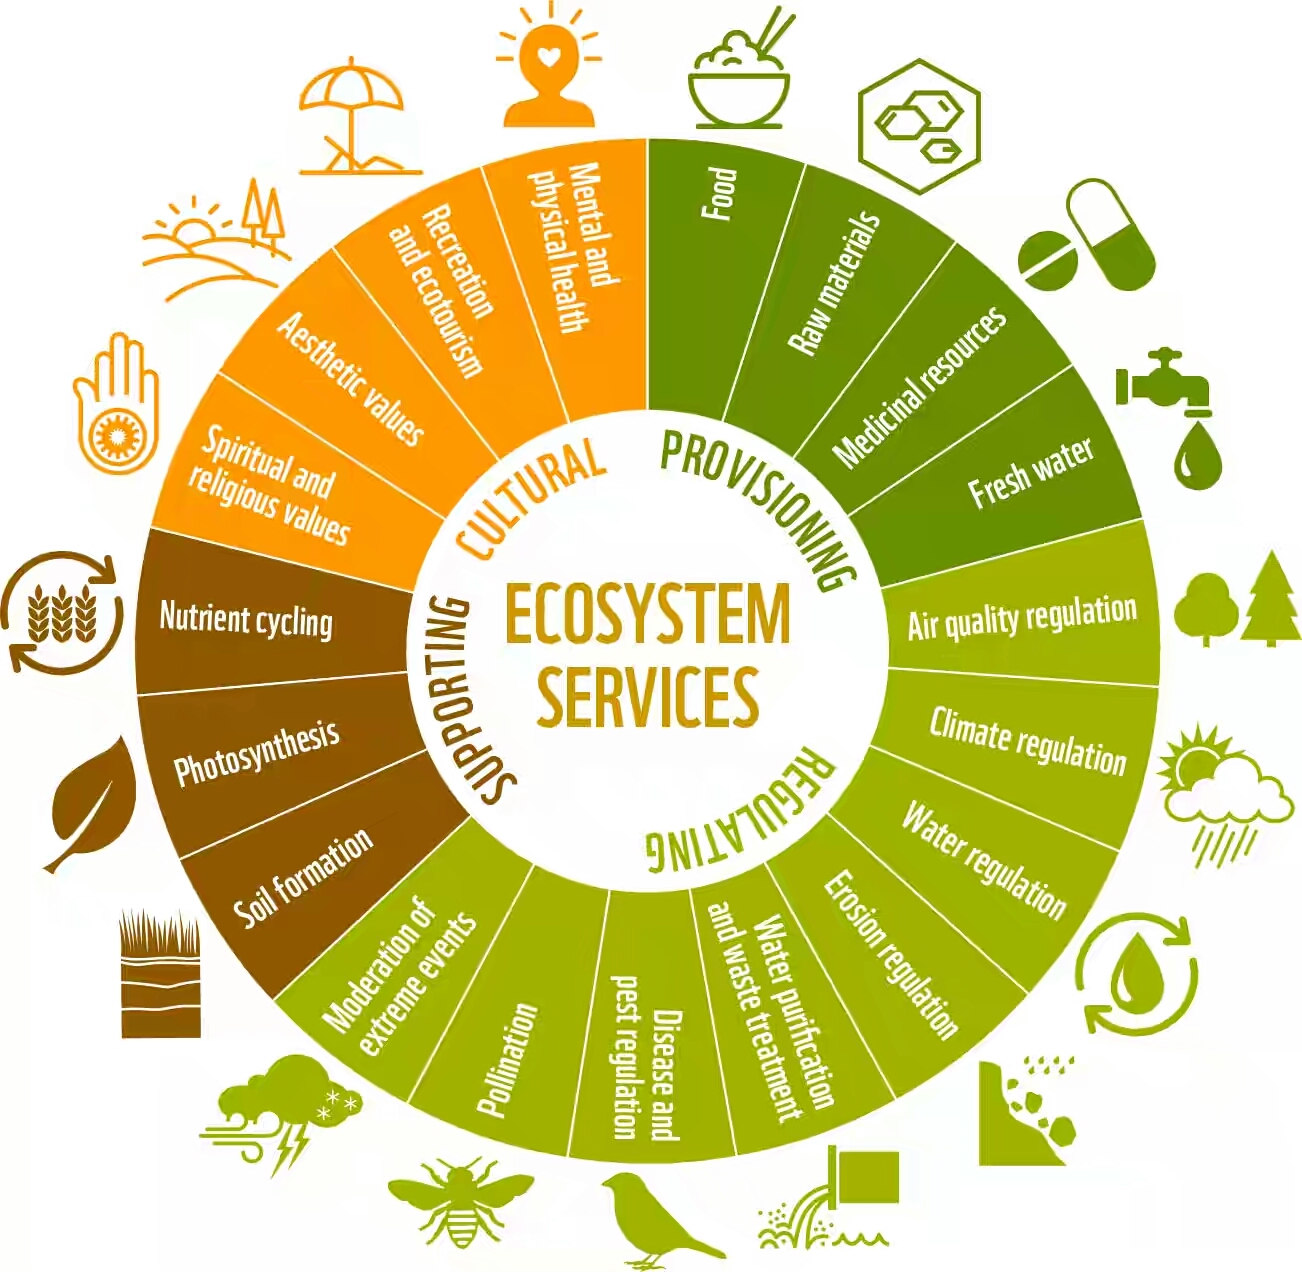 ECOSYSTEM
SERVICES
PROVISIONING
Food
Raw materials
Medicinal resources
Fresh water
REGULATING
Air quality regulation
Climate regulation
Water regulation
Erosion regulation
Water purification
and waste treatment
Disease and
pest regulation
Pollination
Moderation of
extreme events
SUPPORTING
Soil formation
Photosynthesis
Nutrient cycling
CULTURAL
Spiritual and
religious values
Aesthetic values
Recreation
and ecotourism
Mental and
physical health